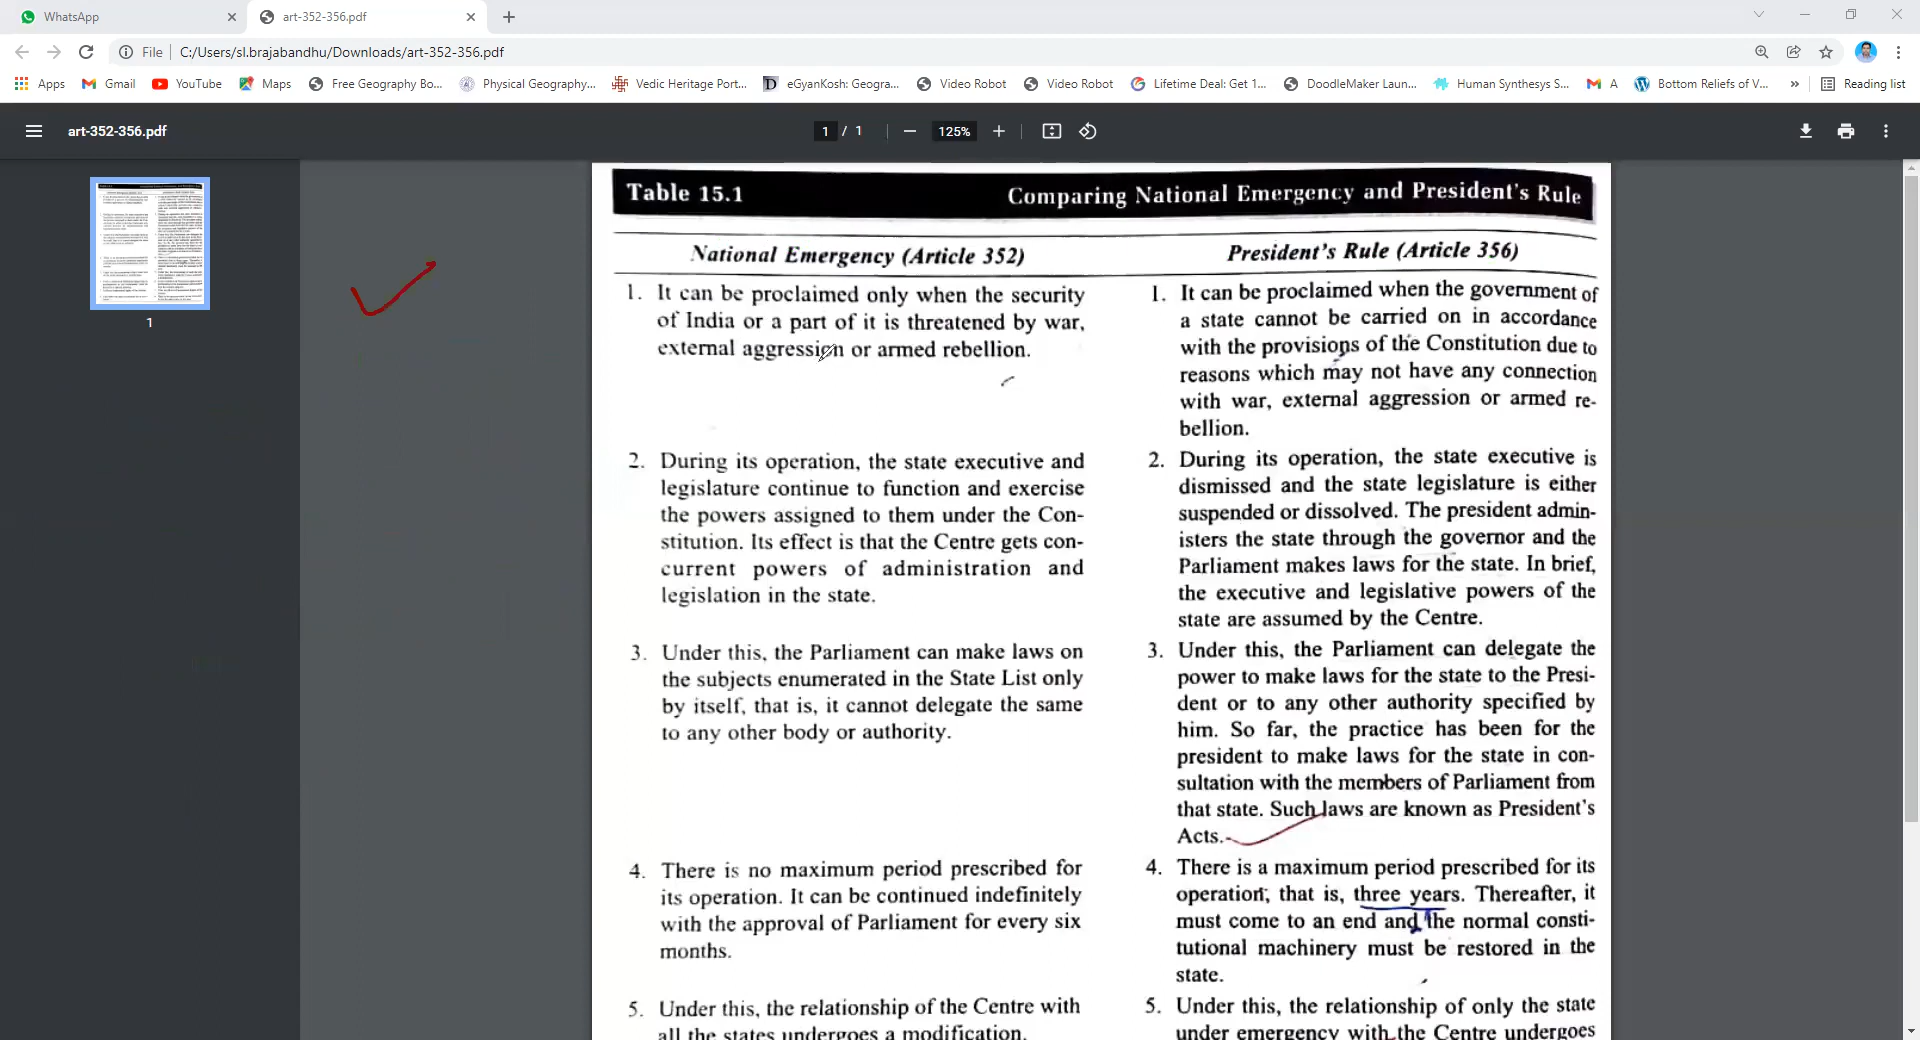 WhatsApp
art-352-356.pdf
File
C:/Users/sl.brajabandhu/Downloads/art-352-356.pdf
Apps
Gmail
YouTube
Maps
Free Geography Bo...
Physical Geography...
Vedic Heritage Port...
eGyanKosh: Geogra...
Video Robot
Video Robot
Lifetime Deal: Get 1...
DoodleMaker Laun...
Human Synthesys S...
A
Bottom Reliefs of V...
»
Reading list
art-352-356.pdf
1 / 1
125%
1
Table 15.1
Comparing National Emergency and President's Rule
National Emergency (Article 352)
1. It can be proclaimed only when the security
of India or a part of it is threatened by war,
external aggression or armed rebellion.
2. During its operation, the state executive and
legislature continue to function and exercise
the powers assigned to them under the Con-
stitution. Its effect is that the Centre gets con-
current powers of administration and
legislation in the state.
3. Under this, the Parliament can make laws on
the subjects enumerated in the State List only
by itself, that is, it cannot delegate the same
to any other body or authority.
4. There is no maximum period prescribed for
its operation. It can be continued indefinitely
with the approval of Parliament for every six
months.
5. Under this, the relationship of the Centre with
all the states undergoes a modification.
President's Rule (Article 356)
1. It can be proclaimed when the government of
a state cannot be carried on in accordance
with the provisions of the Constitution due to
reasons which may not have any connection
with war, external aggression or armed re-
bellion.
2. During its operation, the state executive is
dismissed and the state legislature is either
suspended or dissolved. The president admin-
isters the state through the governor and the
Parliament makes laws for the state. In brief,
the executive and legislative powers of the
state are assumed by the Centre.
3. Under this, the Parliament can delegate the
power to make laws for the state to the Presi-
dent or to any other authority specified by
him. So far, the practice has been for the
president to make laws for the state in con-
sultation with the members of Parliament from
that state. Such laws are known as President's
Acts.
4. There is a maximum period prescribed for its
operation, that is, three years. Thereafter, it
must come to an end and the normal consti-
tutional machinery must be restored in the
state.
5. Under this, the relationship of only the state
under emergency with the Centre undergoes